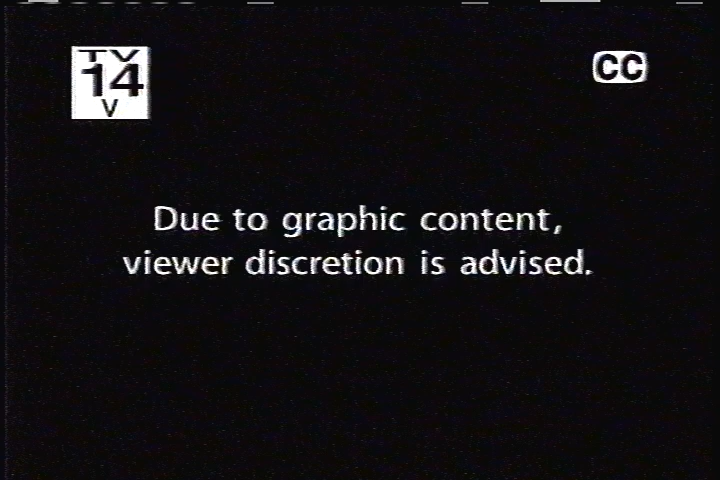 TV
14
V
CC
Due to graphic content,
viewer discretion is advised.